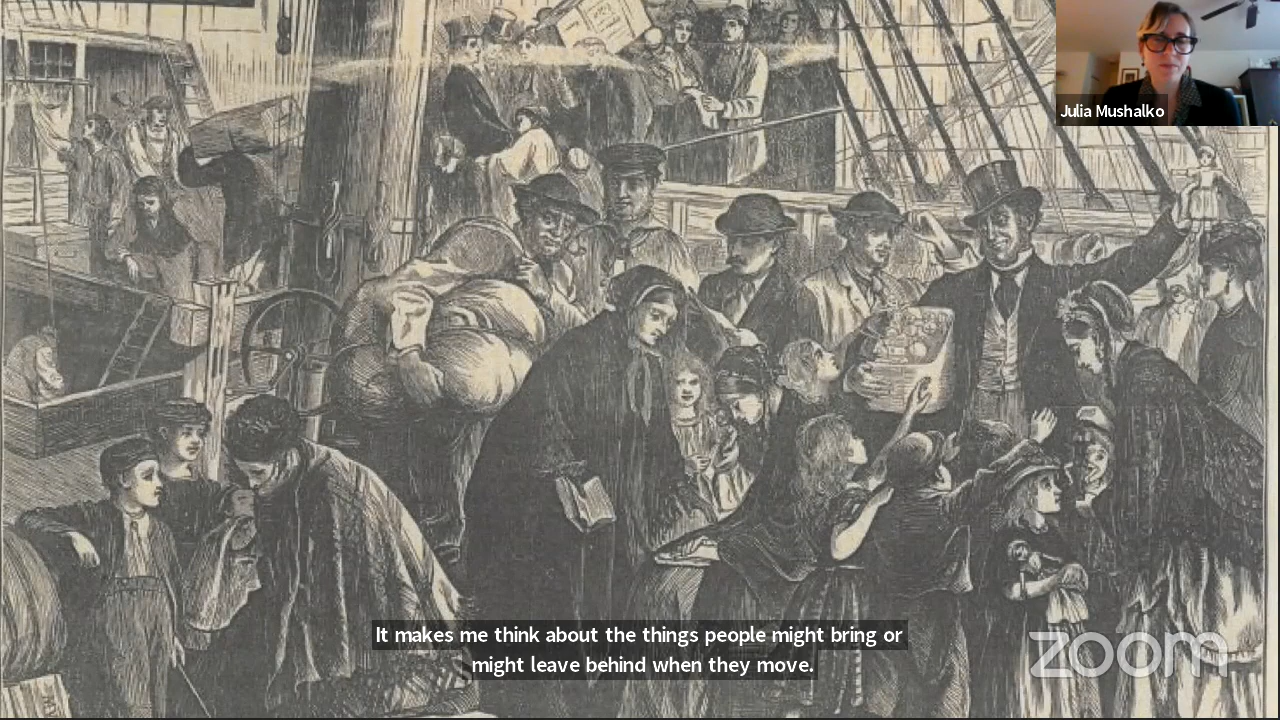 Julia Mushalko
It makes me think about the things people might bring or
might leave behind when they move.
zoom